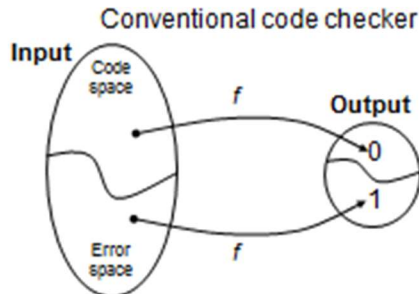 Conventional code checker
Input
Code
space
f
Output
0
1
Error
space
f